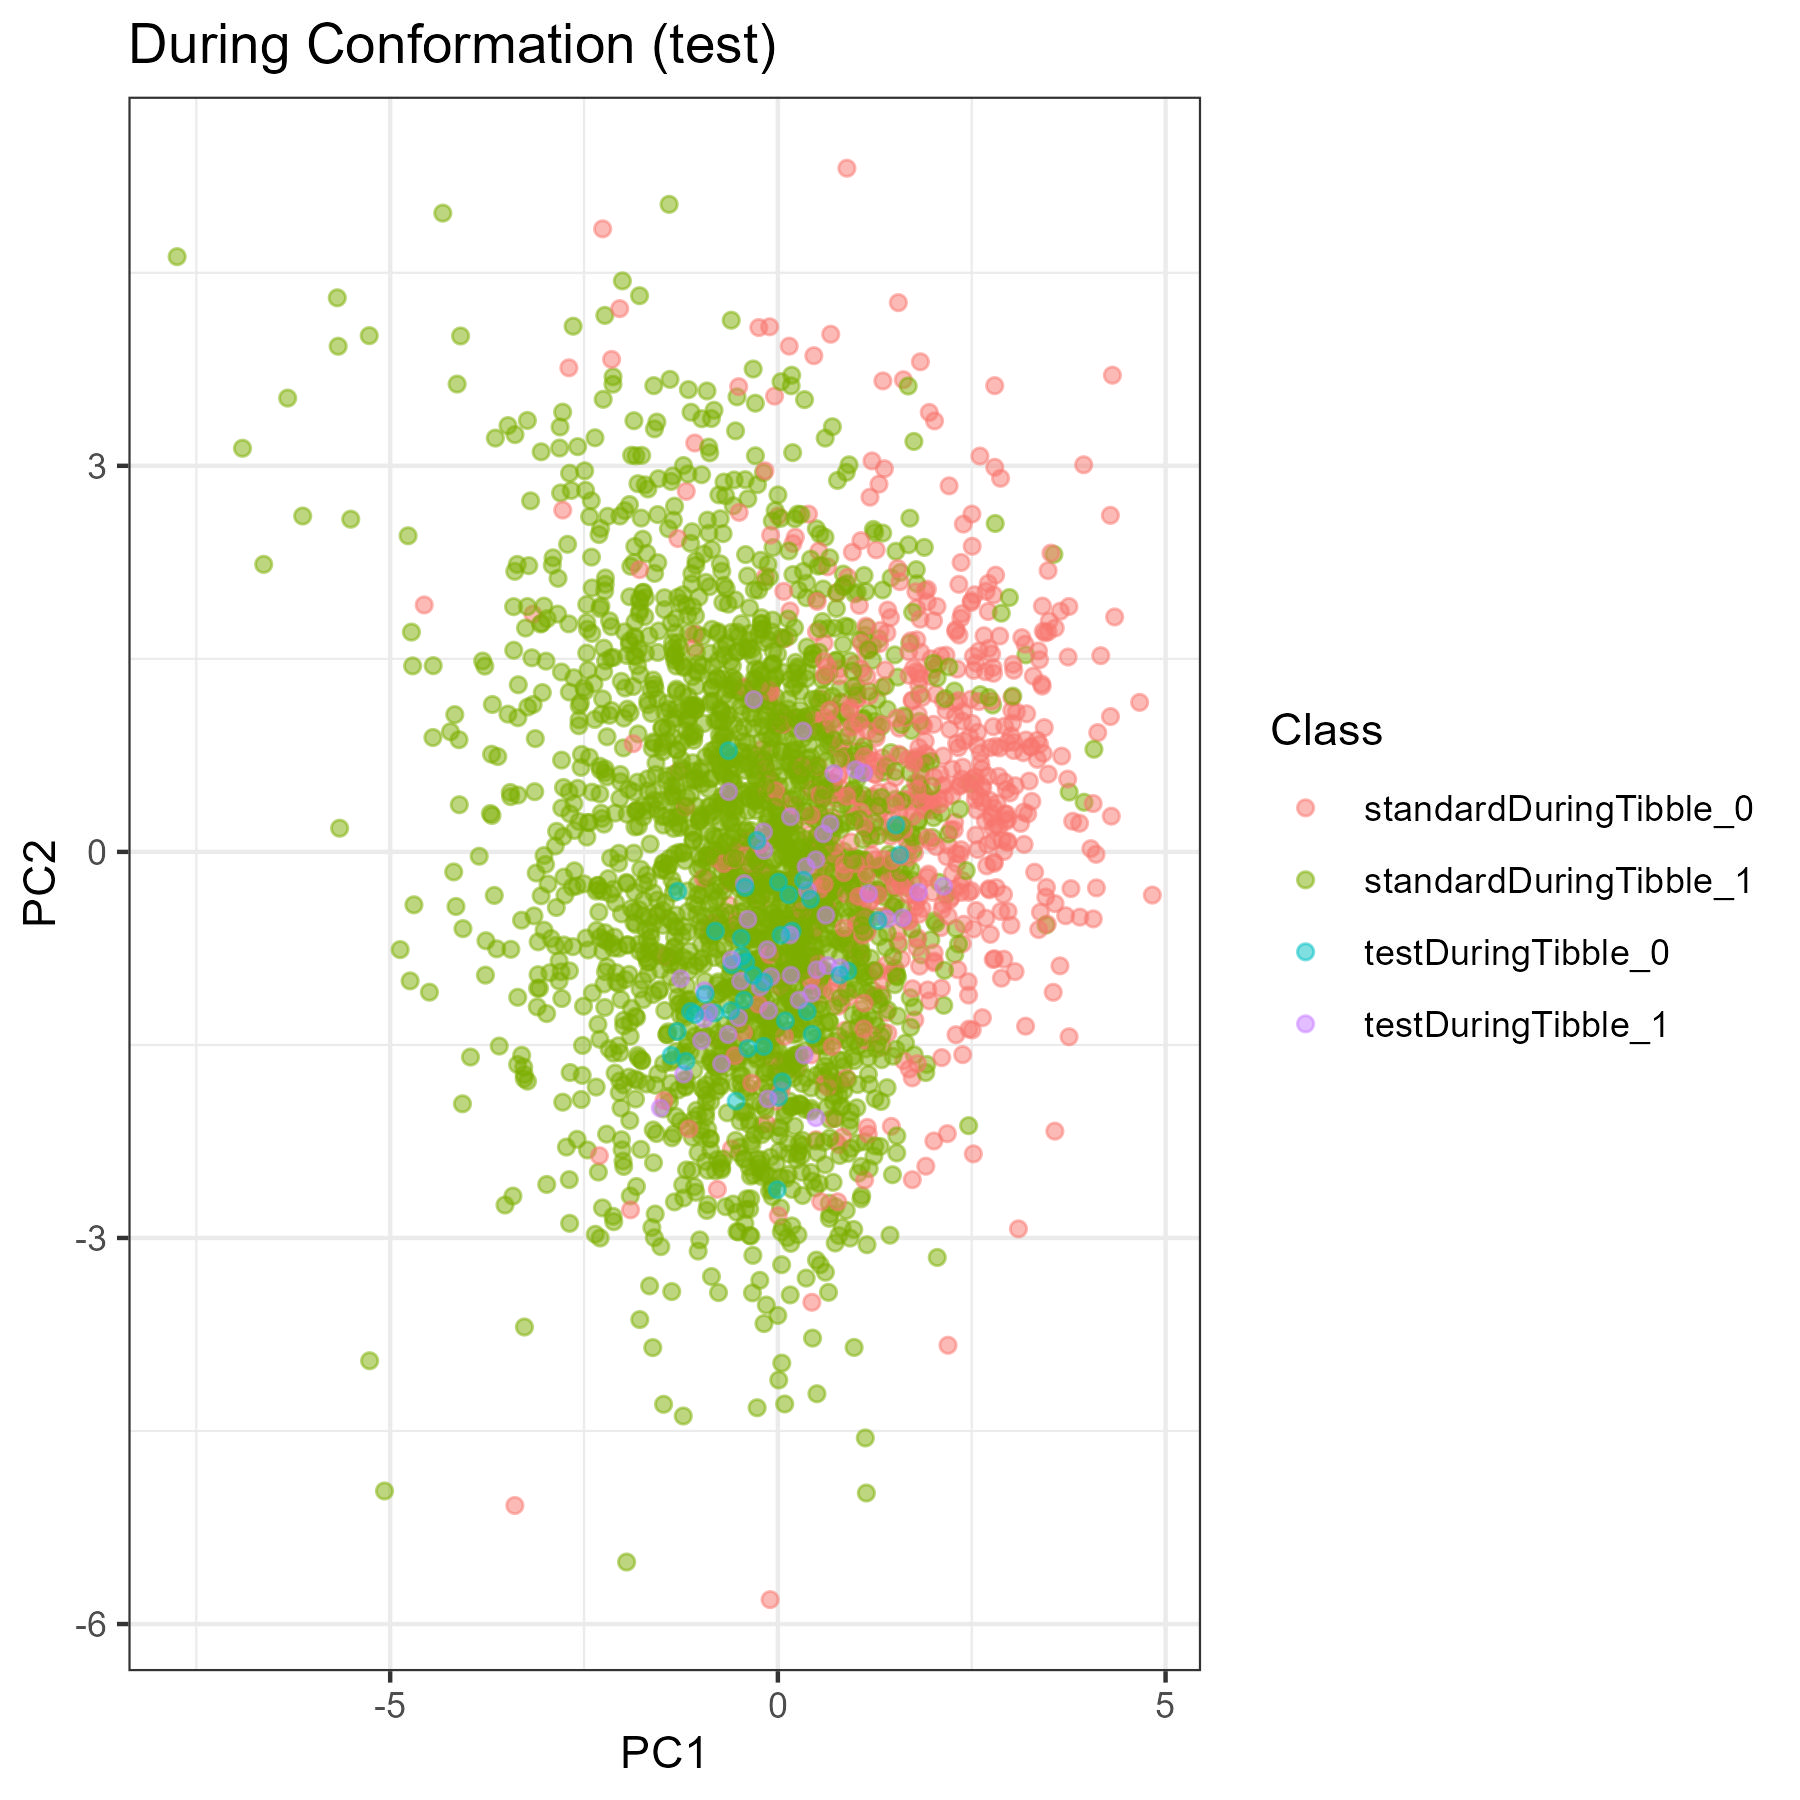 During Conformation (test)
PC2
3
0
-3
-6
-5
0
5
PC1
Class
standardDuringTibble_0
standardDuringTibble_1
testDuringTibble_0
testDuringTibble_1